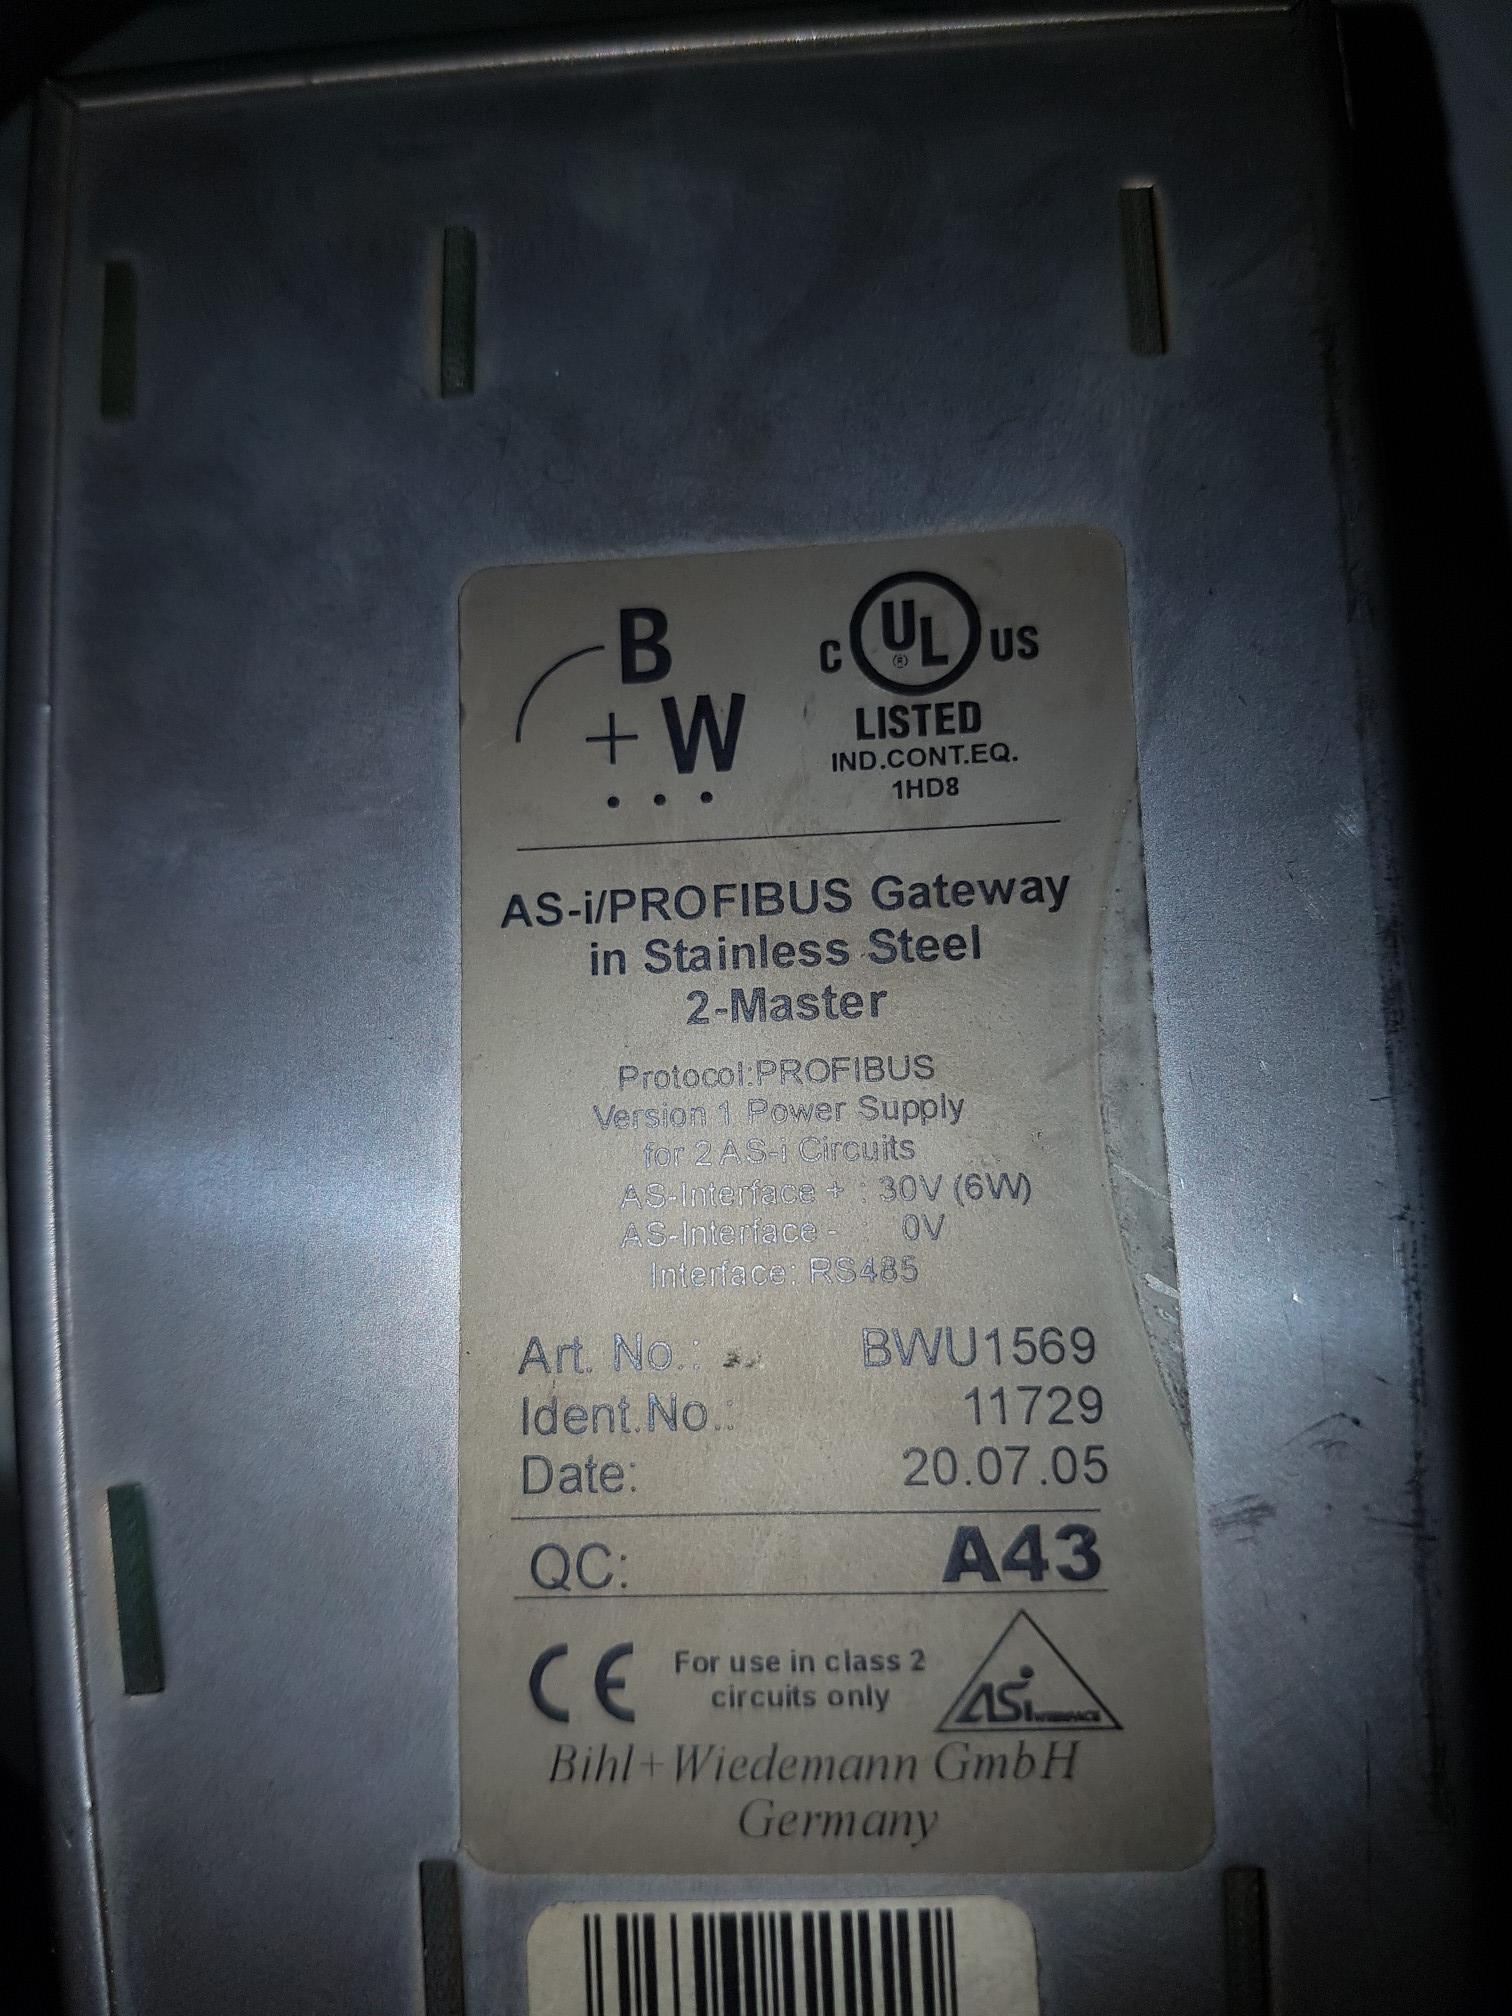 B
+W
C UL US
®
LISTED
IND.CONT.EQ.
1HD8
AS-i/PROFIBUS Gateway
in Stainless Steel
2-Master
Protocol:PROFIBUS
Version 1 Power Supply
for 2 AS-i Circuits
AS-Interface + : 30V (6W)
AS-Interface - : 0V
Interface: RS485
Art. No.: BWU1569
Ident.No.: 11729
Date: 20.07.05
QC: A43
CE For use in class 2
circuits only
ASi INTERFACE
Bihl+Wiedemann GmbH
Germany